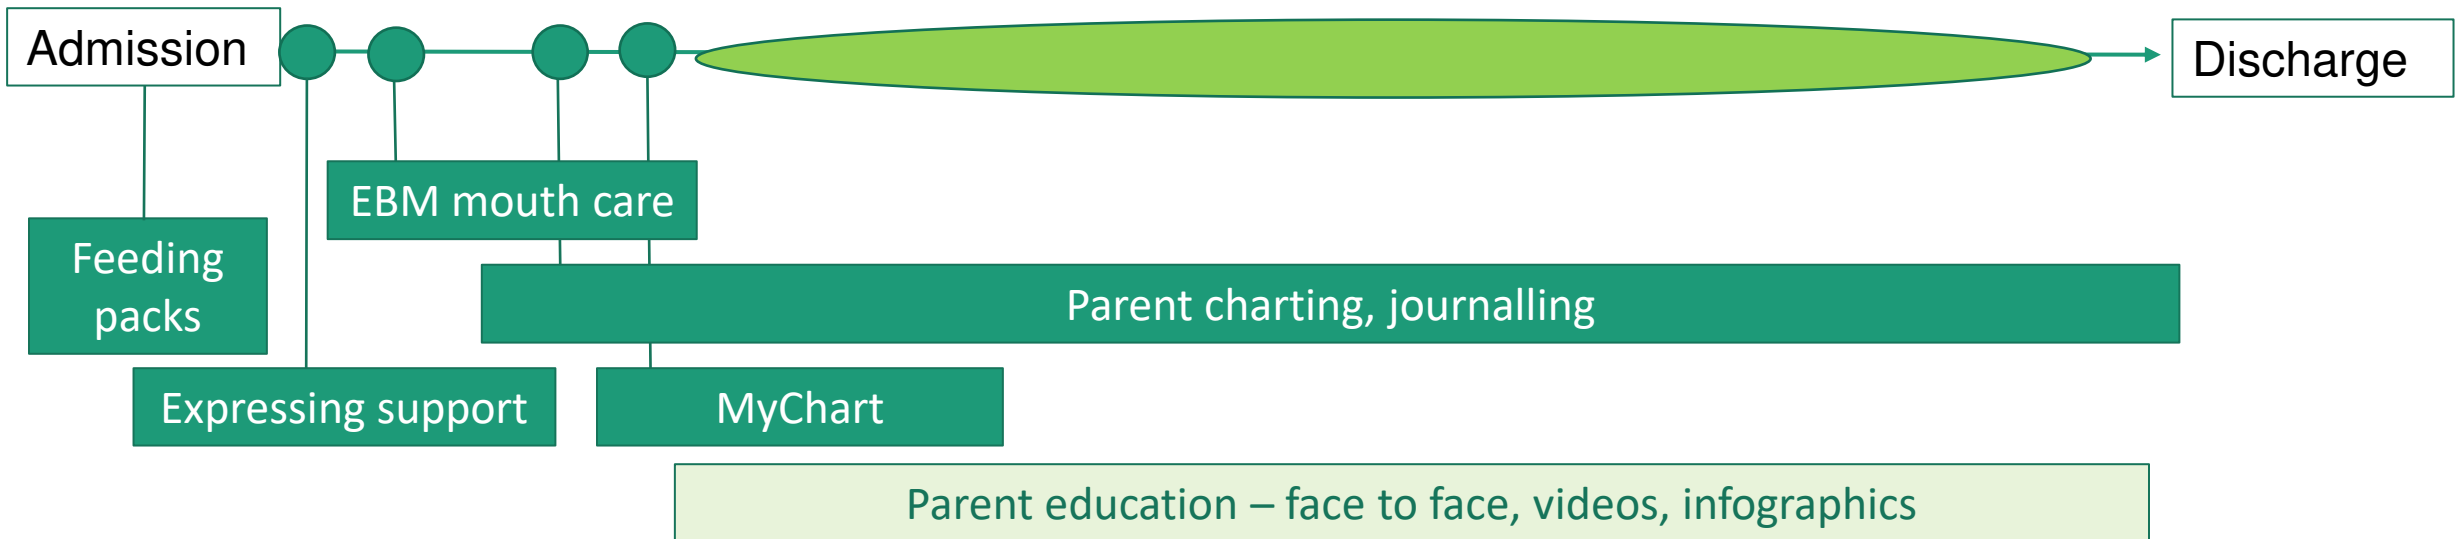 Admission
Discharge
EBM mouth care
Feeding
packs
Parent charting, journalling
Expressing support
MyChart
Parent education – face to face, videos, infographics